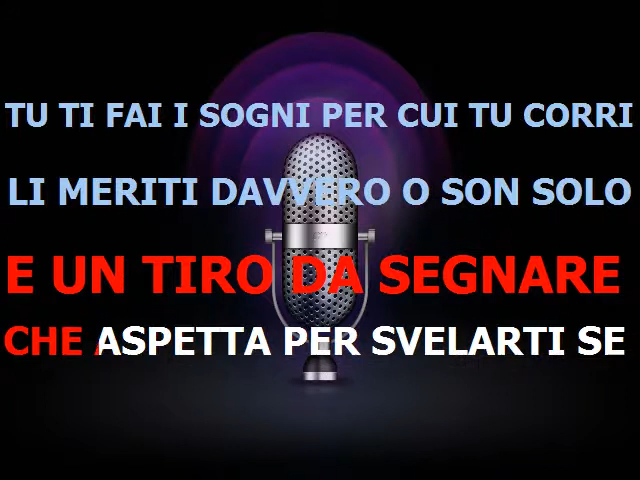 TU TI FAI I SOGNI PER CUI TU CORRI
LI MERITI DAVVERO O SON SOLO
E UN TIRO DA SEGNARE
CHE ASPETTA PER SVELARTI SE